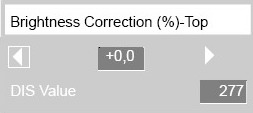 Brightness Correction (%)-Top
+0,0
DIS Value 277